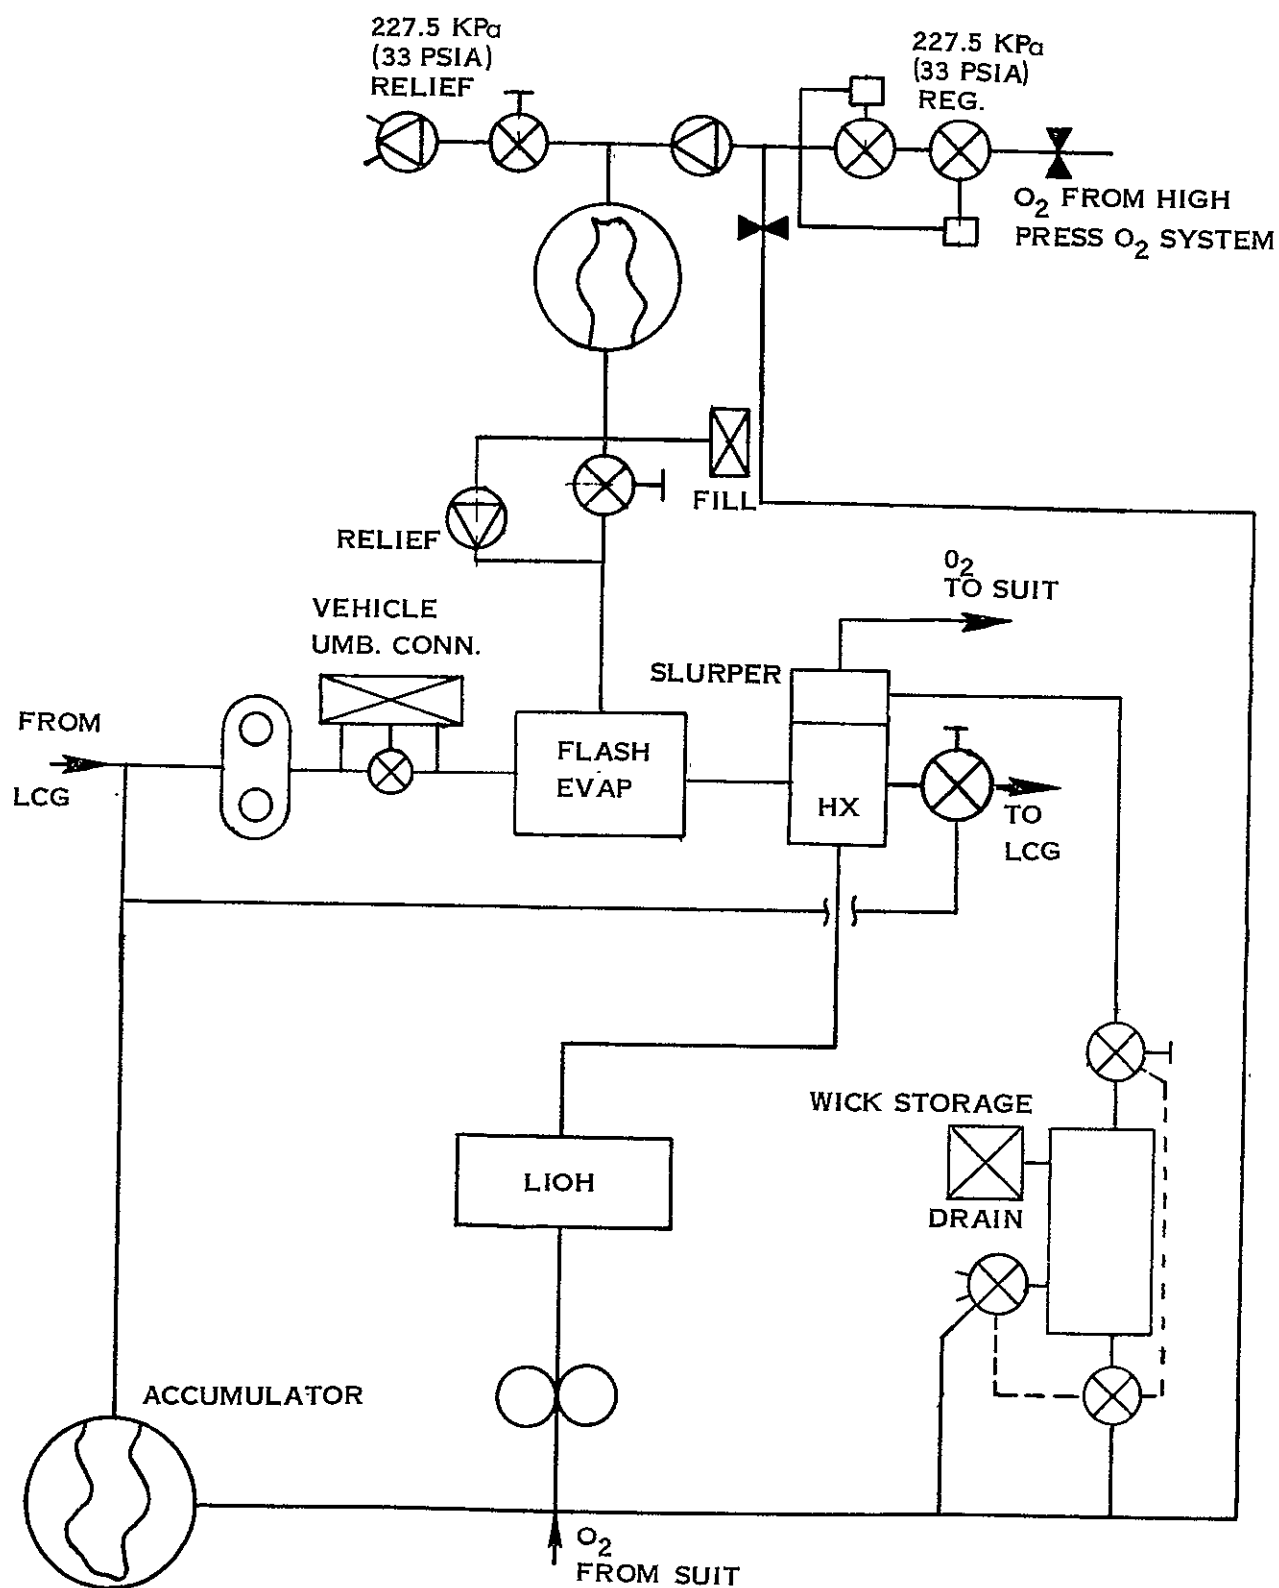 227.5 KPa
(33 PSIA)
RELIEF
227.5 KPa
(33 PSIA)
REG.
O2 FROM HIGH
PRESS O2 SYSTEM
FILL
RELIEF
O2
TO SUIT
VEHICLE
UMB. CONN.
SLURPER
FROM
LCG
FLASH
EVAP
HX
TO
LCG
WICK STORAGE
LIOH
DRAIN
ACCUMULATOR
O2
FROM SUIT